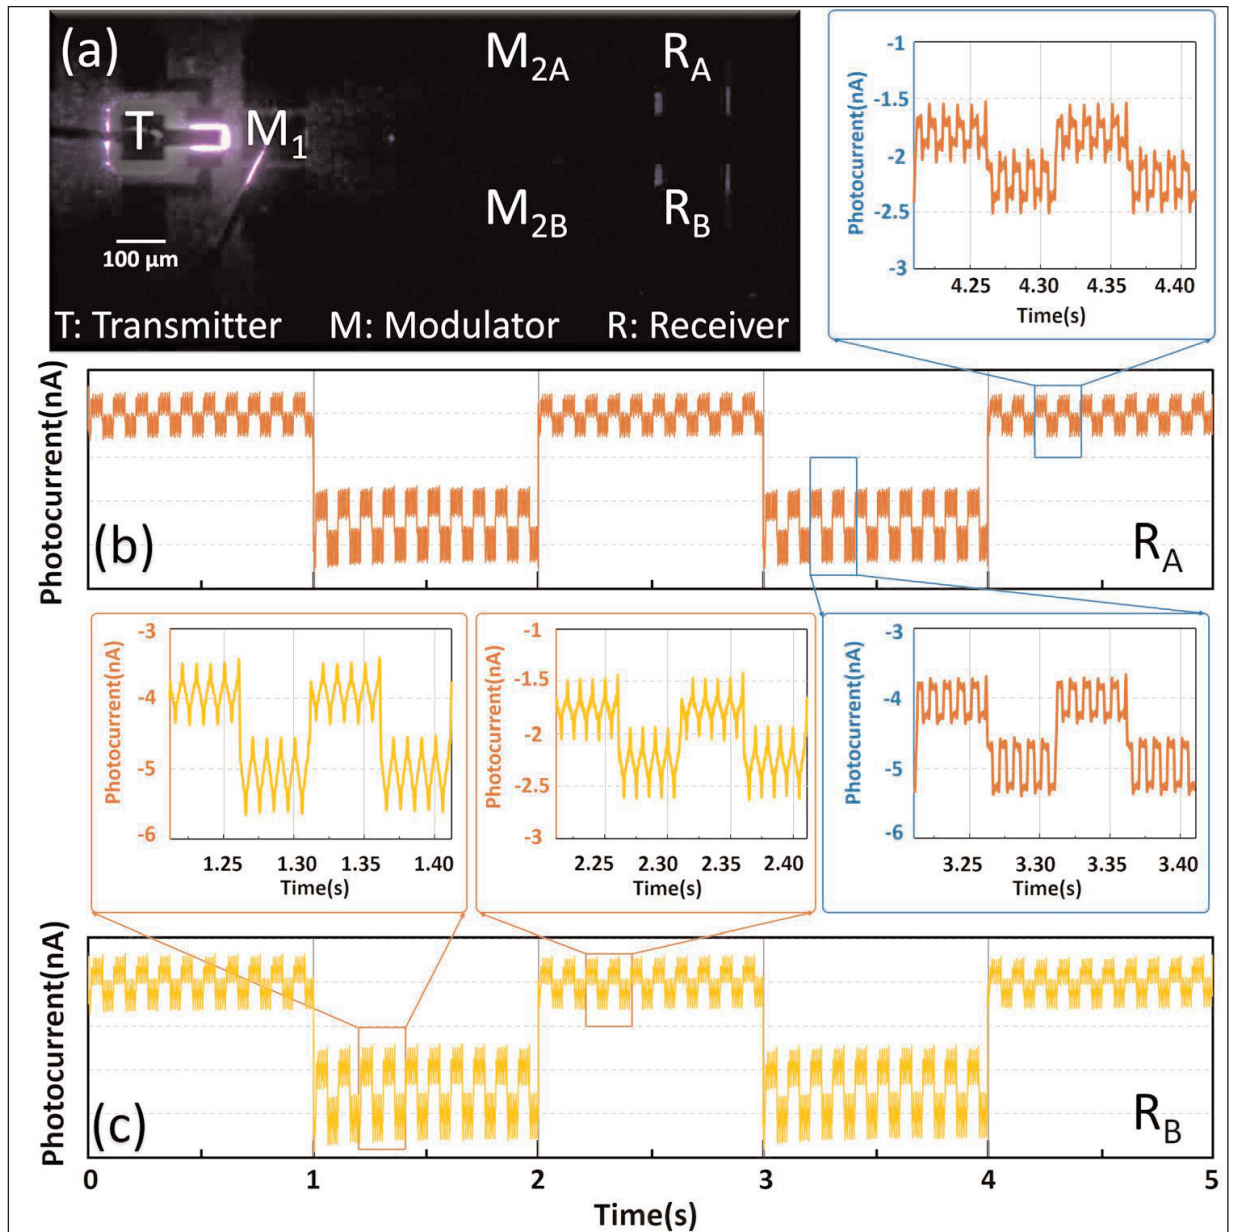 (a)
M2A
RA
T
M1
M2B
RB
100 µm
T: Transmitter M: Modulator R: Receiver
Photocurrent(nA)
-1
-1.5
-2
-2.5
-3
4.25 4.30 4.35 4.40
Time(s)
Photocurrent(nA)
(b)
RA
Photocurrent(nA)
-3
-4
-5
-6
1.25 1.30 1.35 1.40
Time(s)
Photocurrent(nA)
-1
-1.5
-2
-2.5
-3
2.25 2.30 2.35 2.40
Time(s)
Photocurrent(nA)
-3
-4
-5
-6
3.25 3.30 3.35 3.40
Time(s)
Photocurrent(nA)
(c)
RB
0 1 2 3 4 5
Time(s)